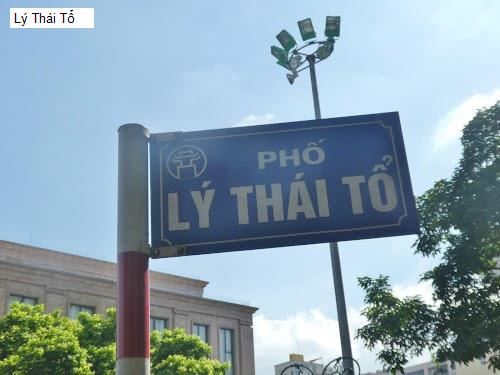 Lý Thái Tổ
PHỐ
LÝ THÁI TỔ